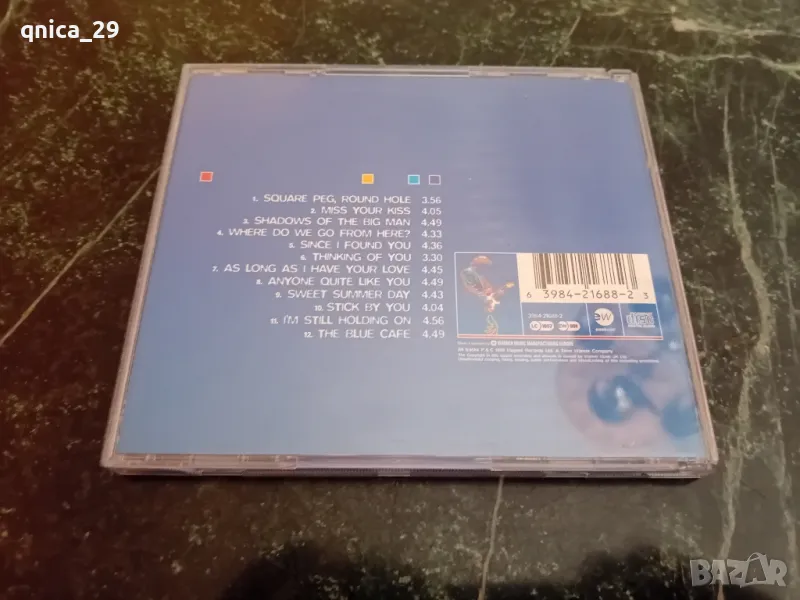 qnica_29
1. SQUARE PEG, ROUND HOLE 3.56
2. MISS YOUR KISS 4.05
3. SHADOWS OF THE BIG MAN 4.49
4. WHERE DO WE GO FROM HERE? 4.33
5. SINCE I FOUND YOU 4.36
6. THINKING OF YOU 3.30
7. AS LONG AS I HAVE YOUR LOVE 4.45
8. ANYONE QUITE LIKE YOU 4.49
9. SWEET SUMMER DAY 4.43
10. STICK BY YOU 4.04
11. I'M STILL HOLDING ON 4.56
12. THE BLUE CAFE 4.49
6 3984-21688-2 3
ew
disc
BAZAR